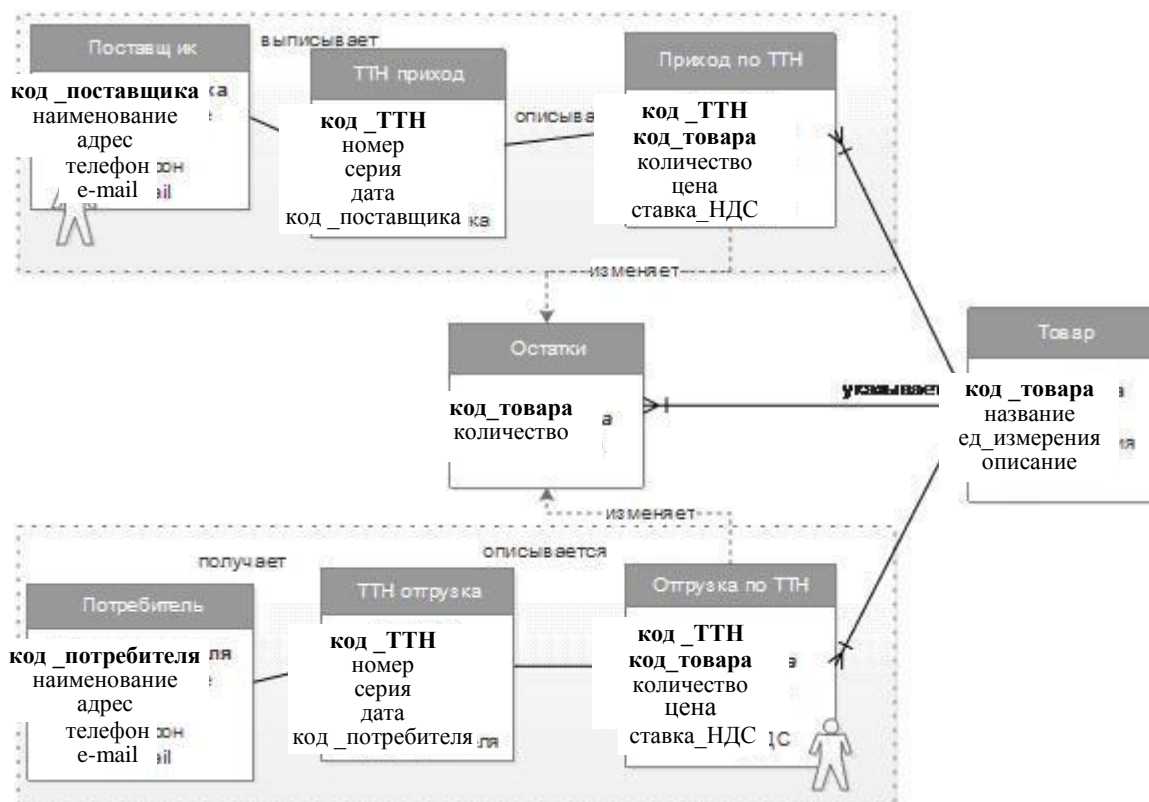 Поставщик
выписывает
код _поставщика
наименование
адрес
телефон
e-mail
ТТН приход
код _ТТН
номер
серия
дата
код _поставщика
описыва
Приход по ТТН
код _ТТН
код_товара
количество
цена
ставка_НДС
изменяет
Остатки
код_товара
количество
указывает
Товар
код _товара
название
ед_измерения
описание
изменяет
получает
описывается
Потребитель
код _потребителя
наименование
адрес
телефон
e-mail
ТТН отгрузка
код _ТТН
номер
серия
дата
код _потребителя
Отгрузка по ТТН
код _ТТН
код_товара
количество
цена
ставка_НДС